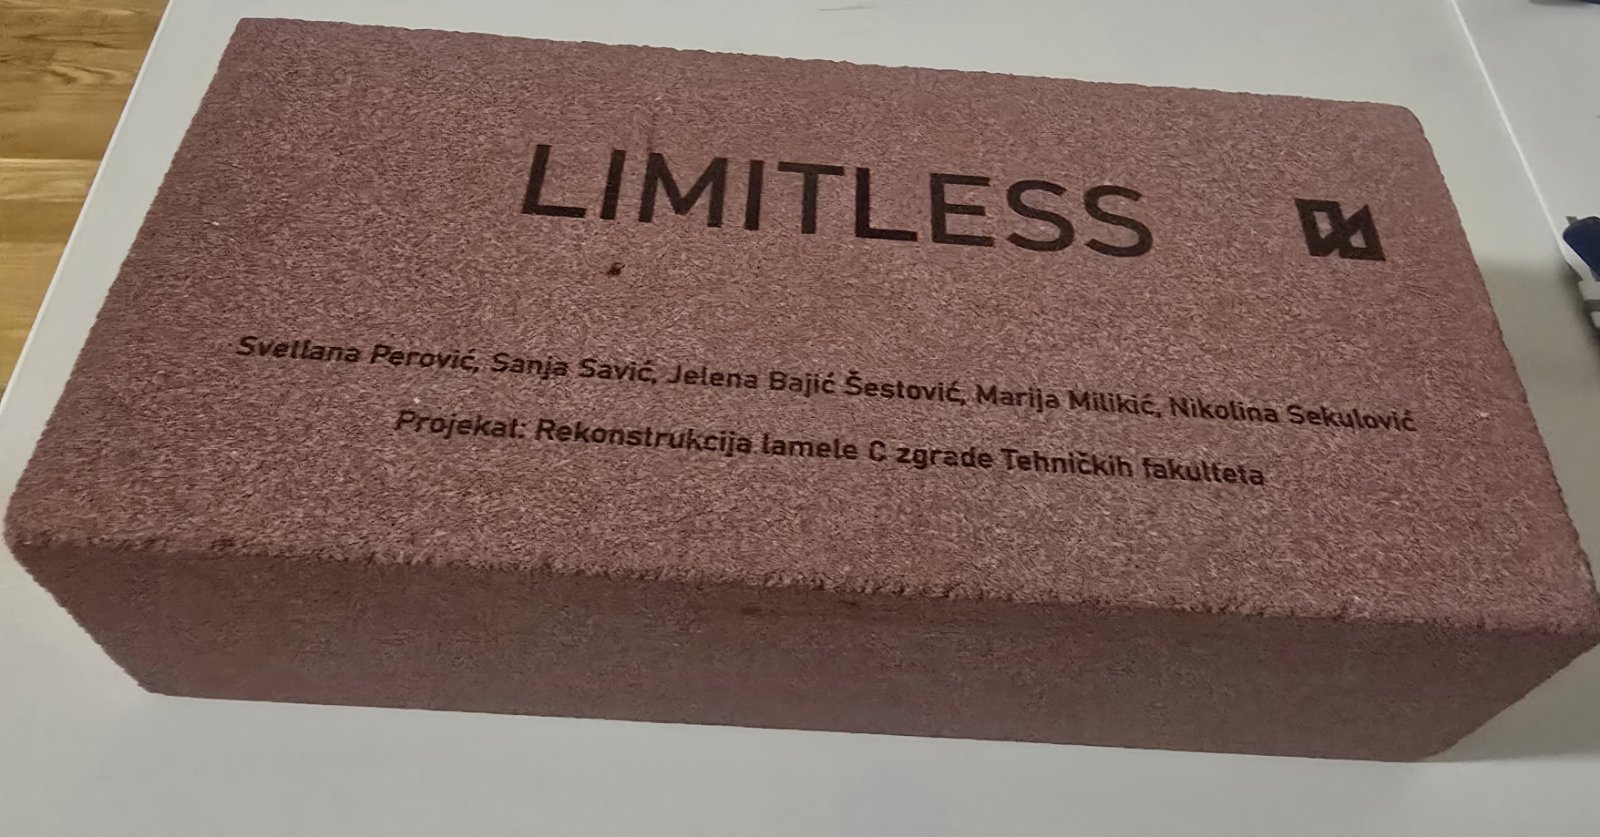 LIMITLESS
Svetlana Perović, Sanja Savić, Jelena Bajić Šestović, Marija Milikić, Nikolina Sekulović
Projekat: Rekonstrukcija lamele C zgrade Tehničkih fakulteta